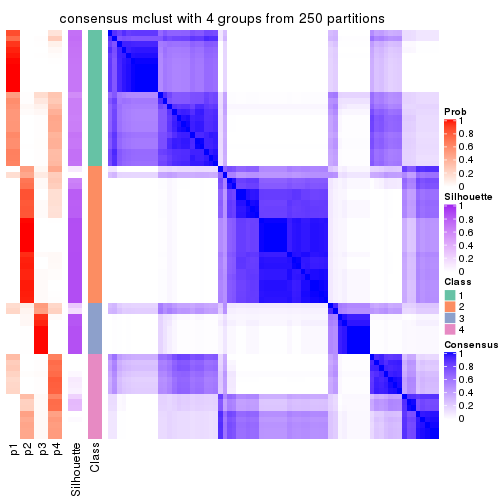 consensus mclust with 4 groups from 250 partitions
Prob
1
0.8
0.6
0.4
0.2
0
Silhouette
1
0.8
0.6
0.4
0.2
0
Class
1
2
3
4
Consensus
1
0.8
0.6
0.4
0.2
0
p1
p2
p3
p4
Silhouette
Class